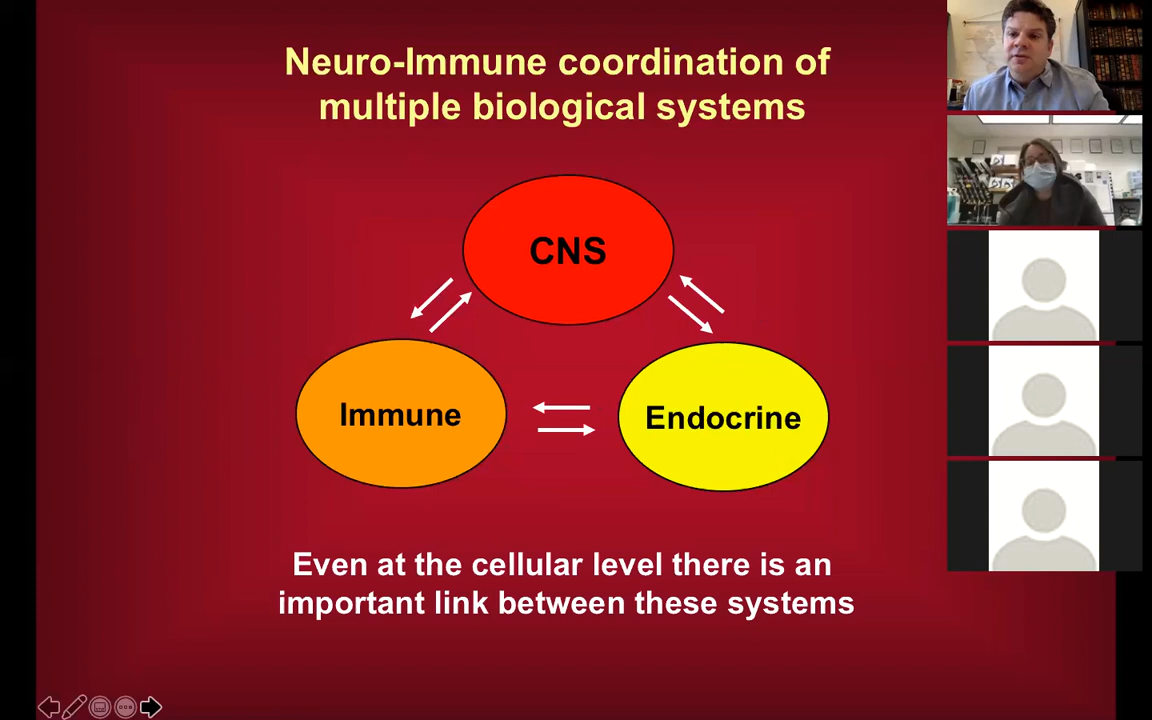 Neuro-Immune coordination of
multiple biological systems
CNS
Immune
Endocrine
Even at the cellular level there is an
important link between these systems